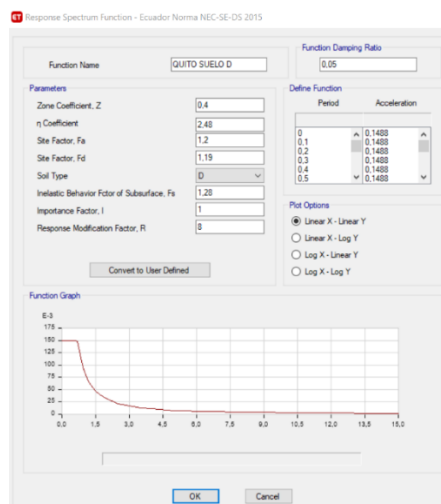 ET Response Spectrum Function - Ecuador Norma NEC-SE-DS 2015
Function Name QUITO SUELO D
Function Damping Ratio
0,05
Parameters
Zone Coefficient, Z 0,4
η Coefficient 2,48
Site Factor, Fa 1,2
Site Factor, Fd 1,19
Soil Type D
Inelastic Behavior Fctor of Subsurface, Fs 1,28
Importance Factor, I 1
Response Modification Factor, R 8
Convert to User Defined
Define Function
Period Acceleration
0 0,1488
0,1 0,1488
0,2 0,1488
0,3 0,1488
0,4 0,1488
0,5 0,1488
Plot Options
Linear X - Linear Y
Linear X - Log Y
Log X - Linear Y
Log X - Log Y
Function Graph
E-3
175
150
125
100
75
50
25
0
0,0 1,5 3,0 4,5 6,0 7,5 9,0 10,5 12,0 13,5 15,0
OK Cancel